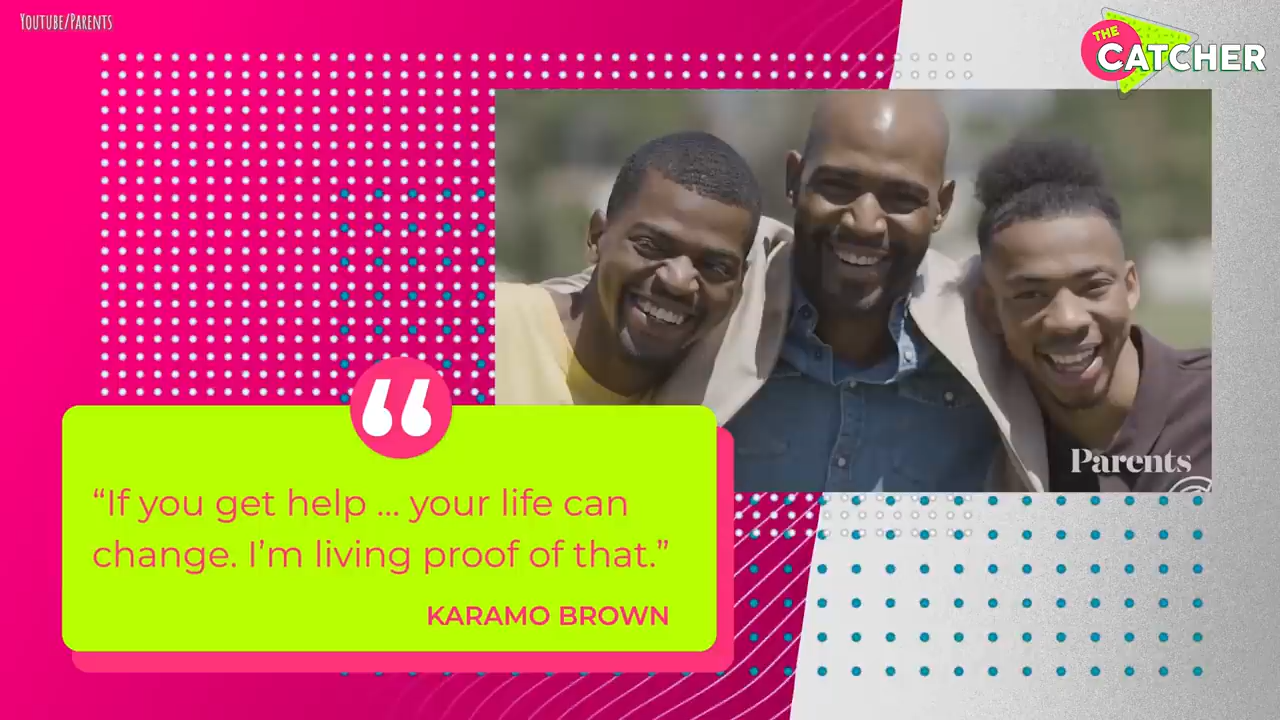 YOUTUBE/PARENTS
THE
CATCHER
Parents
“If you get help ... your life can
change. I’m living proof of that.”
KARAMO BROWN